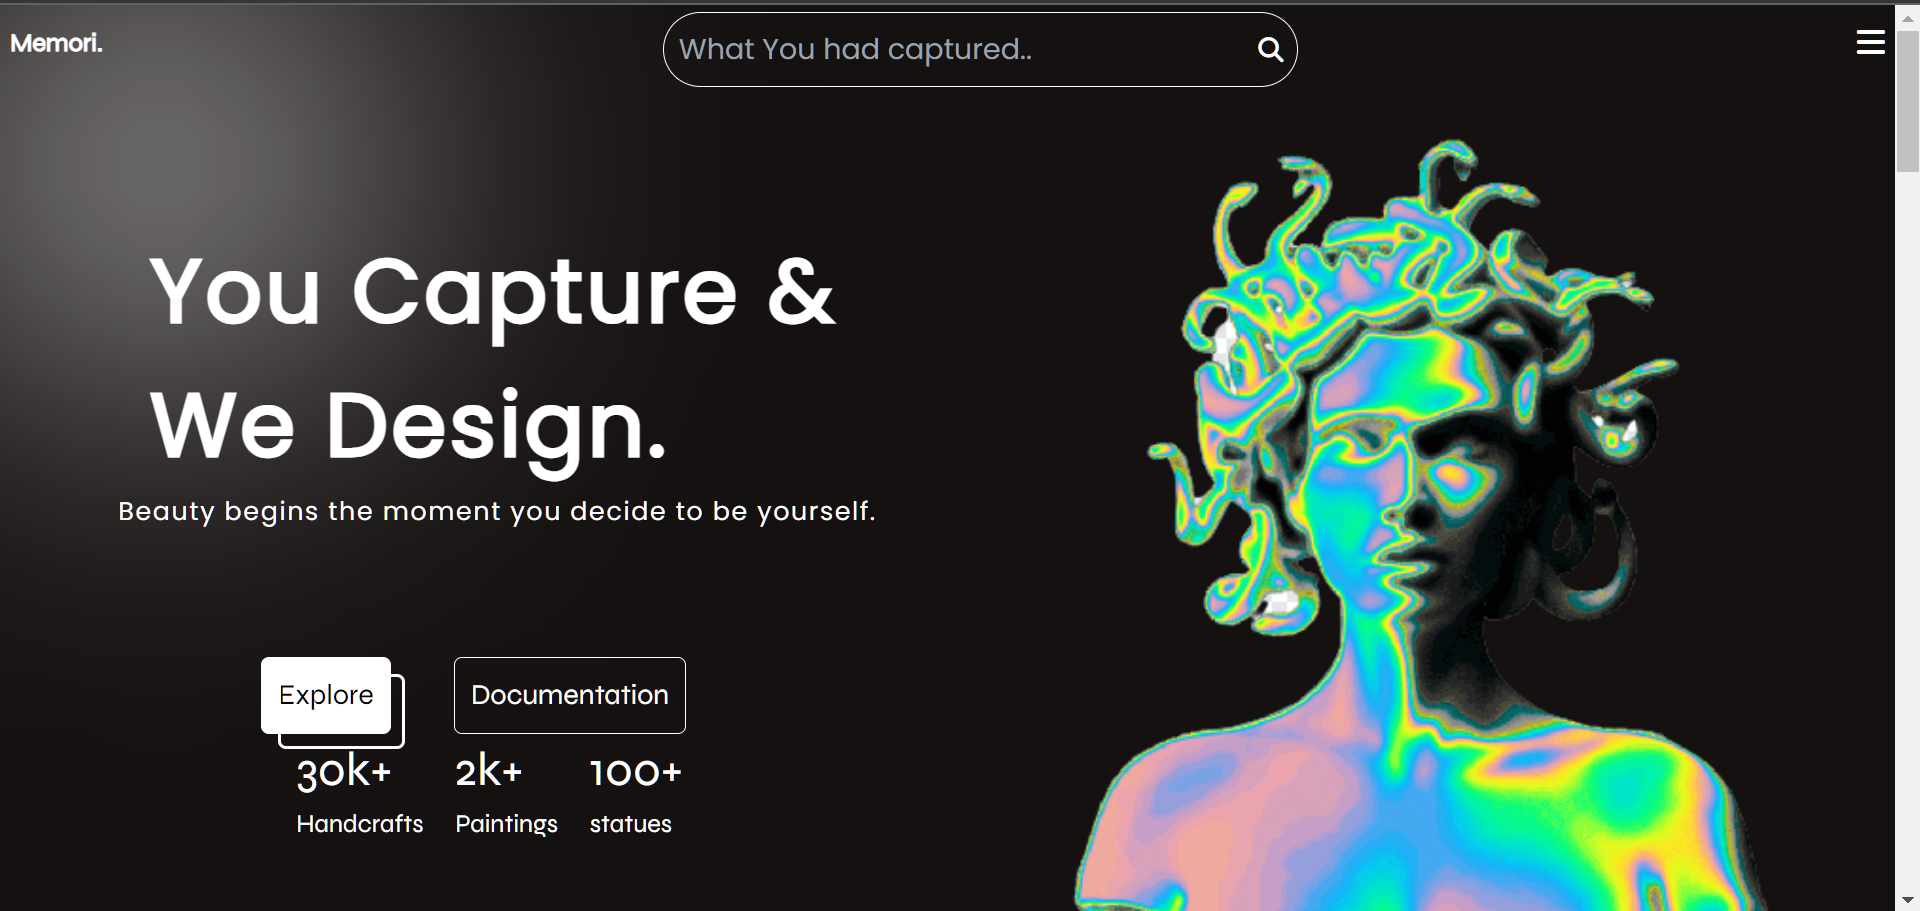 Memori.
What You had captured..
You Capture &
We Design.
Beauty begins the moment you decide to be yourself.
Explore
Documentation
30k+
2k+
100+
Handcrafts
Paintings
statues